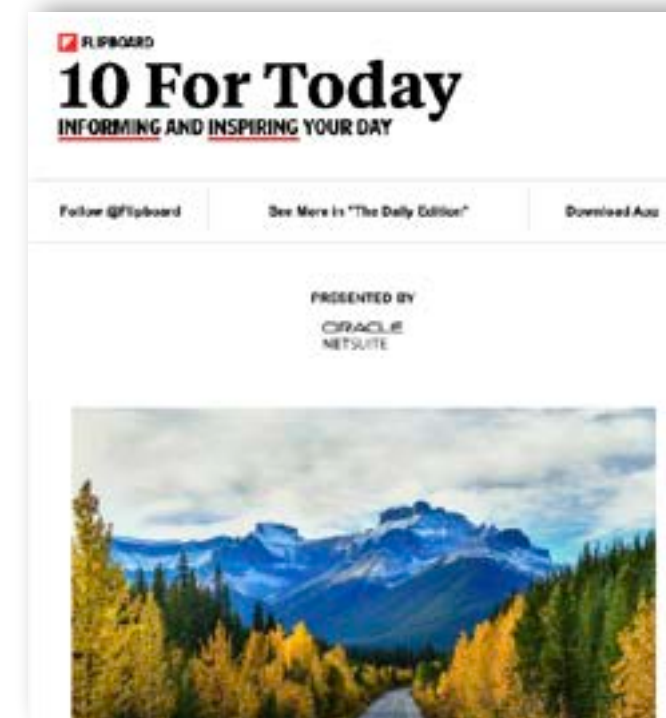 FLIPBOARD
10 For Today
INFORMING AND INSPIRING YOUR DAY
Follow @Flipboard See More in "The Daily Edition" Download App
PRESENTED BY
ORACLE
NETSUITE